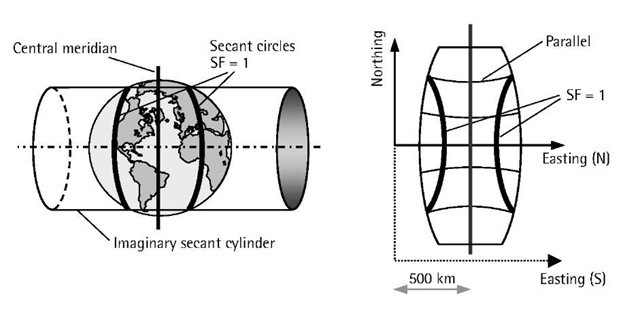 Central meridian
Secant circles
SF = 1
Imaginary secant cylinder
Northing
Parallel
SF = 1
Easting (N)
500 km
Easting (S)